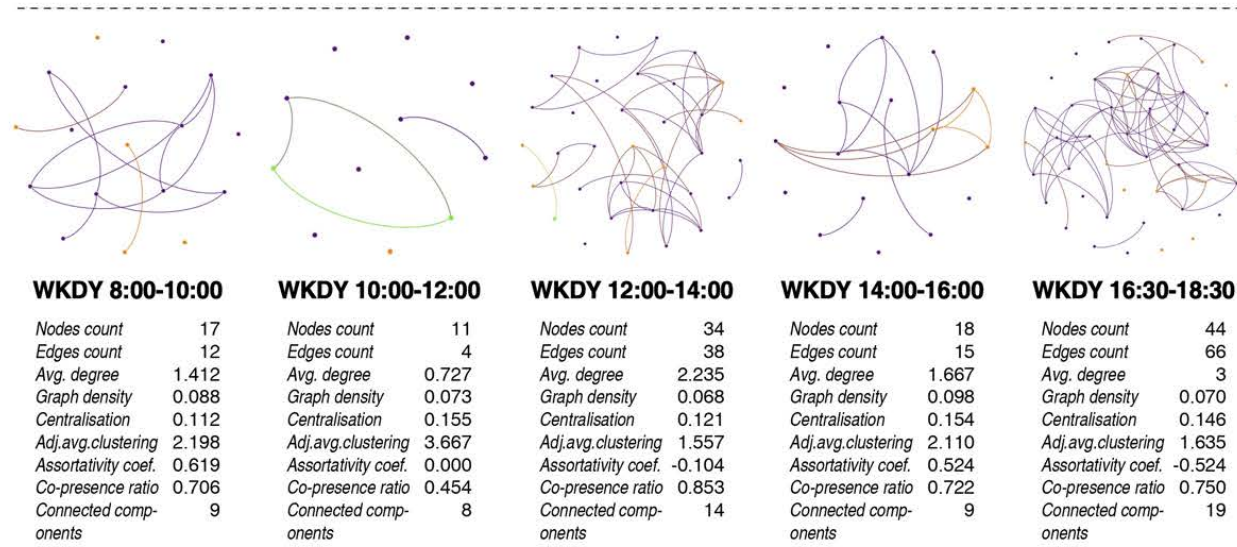 WKDY 8:00-10:00 WKDY 10:00-12:00 WKDY 12:00-14:00 WKDY 14:00-16:00 WKDY 16:30-18:30
Nodes count 17 Nodes count 11 Nodes count 34 Nodes count 18 Nodes count 44
Edges count 12 Edges count 4 Edges count 38 Edges count 15 Edges count 66
Avg. degree 1.412 Avg. degree 0.727 Avg. degree 2.235 Avg. degree 1.667 Avg. degree 3
Graph density 0.088 Graph density 0.073 Graph density 0.068 Graph density 0.098 Graph density 0.070
Centralisation 0.112 Centralisation 0.155 Centralisation 0.121 Centralisation 0.154 Centralisation 0.146
Adj.avg.clustering 2.198 Adj.avg.clustering 3.667 Adj.avg.clustering 1.557 Adj.avg.clustering 2.110 Adj.avg.clustering 1.635
Assortativity coef. 0.619 Assortativity coef. 0.000 Assortativity coef. -0.104 Assortativity coef. 0.524 Assortativity coef. -0.524
Co-presence ratio 0.706 Co-presence ratio 0.454 Co-presence ratio 0.853 Co-presence ratio 0.722 Co-presence ratio 0.750
Connected comp- 9 Connected comp- 8 Connected comp- 14 Connected comp- 9 Connected comp- 19
onents onents onents onents onents